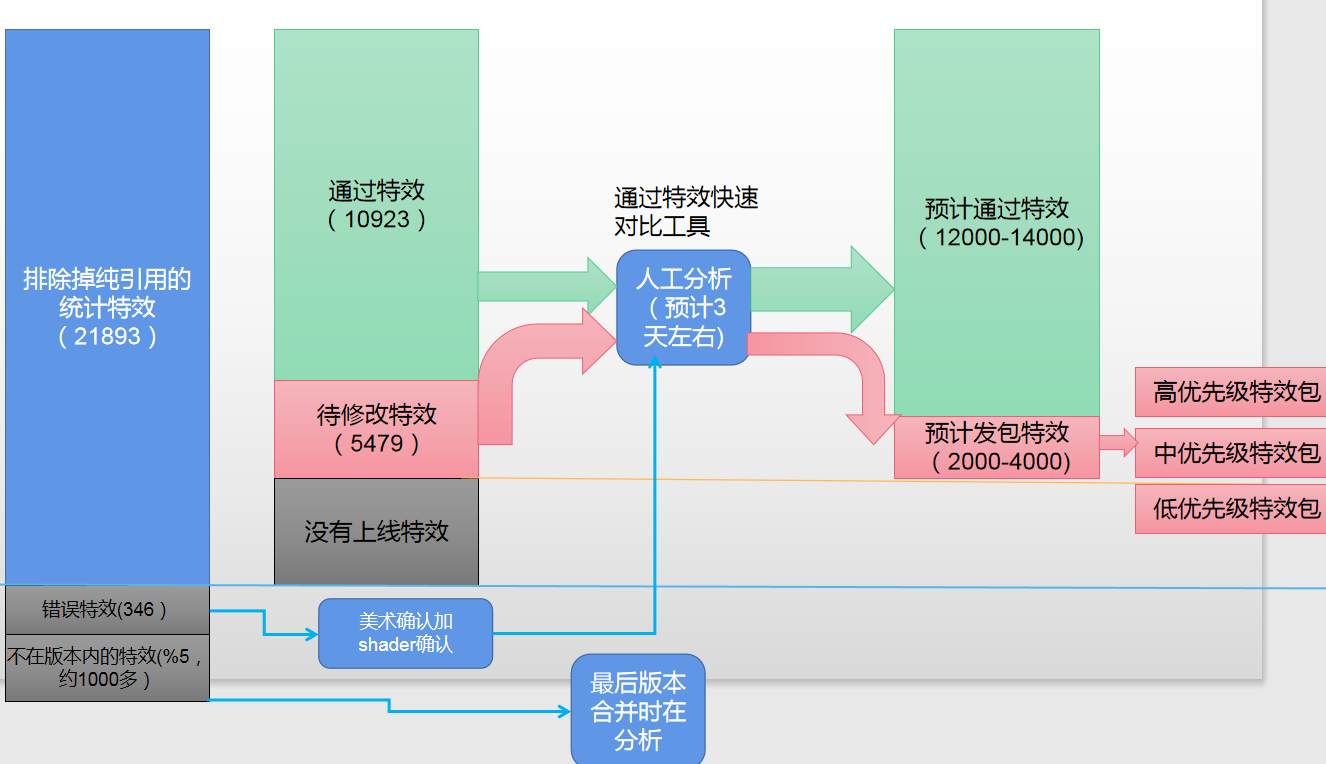 排除掉纯引用的
统计特效
（21893）
错误特效(346）
不在版本内的特效(%5，
约1000多）
通过特效
（10923）
待修改特效
（5479）
没有上线特效
美术确认加
shader确认
通过特效快速
对比工具
人工分析
（预计3
天左右)
最后版本
合并时在
分析
预计通过特效
（12000-14000)
预计发包特效
（2000-4000)
高优先级特效包
中优先级特效包
低优先级特效包